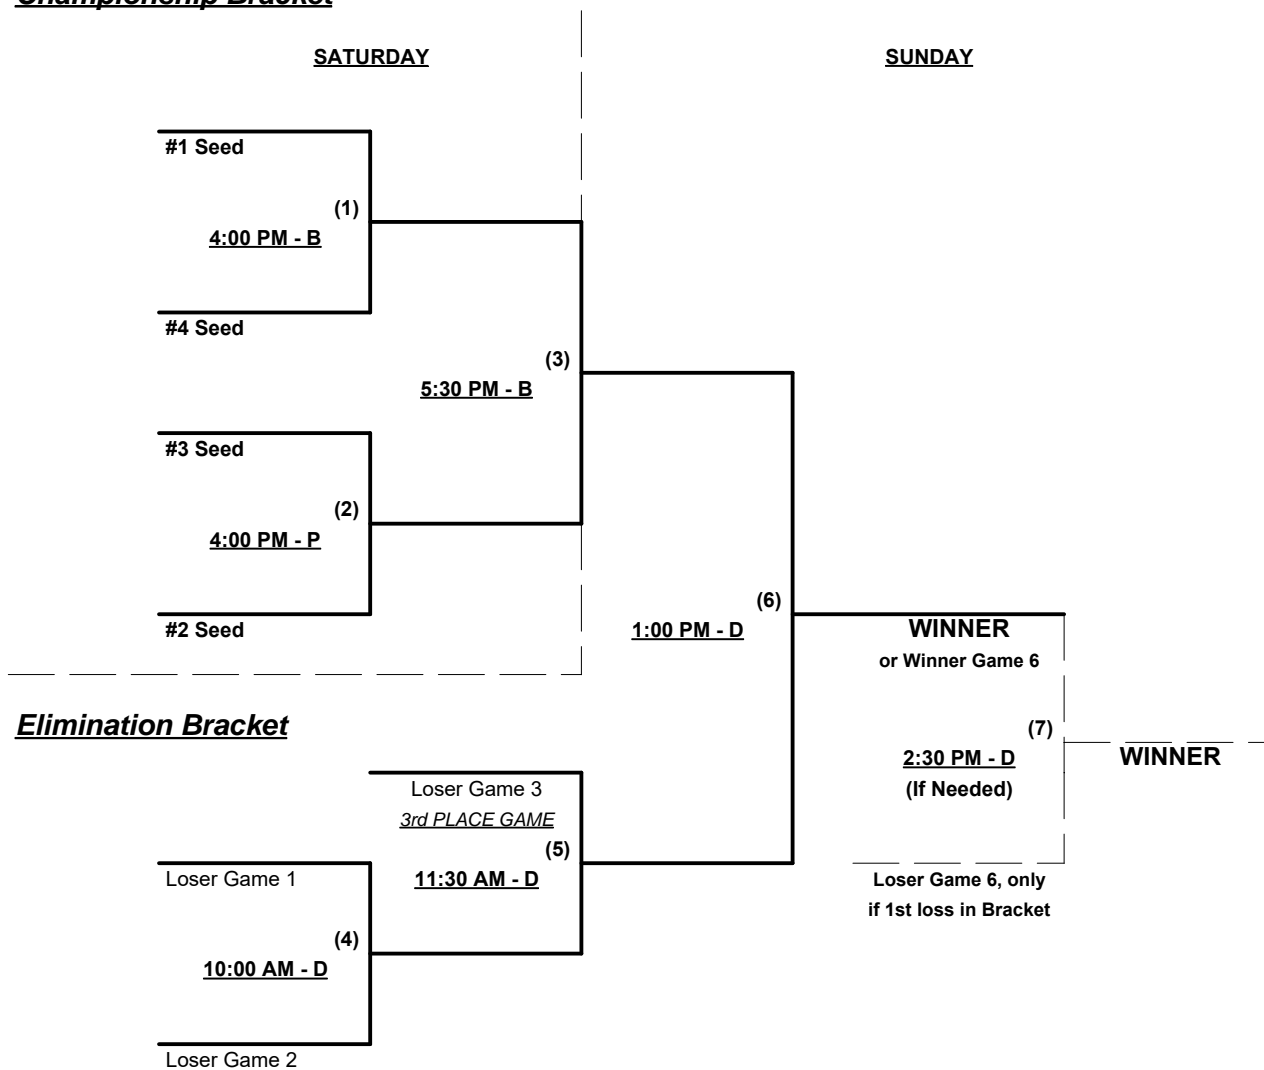 Championship Bracket
SATURDAY
SUNDAY
#1 Seed
(1)
4:00 PM - B
#4 Seed
(3)
5:30 PM - B
#3 Seed
(2)
4:00 PM - P
#2 Seed
(6)
1:00 PM - D
WINNER
or Winner Game 6
(7)
2:30 PM - D
(If Needed)
WINNER
Loser Game 6, only
if 1st loss in Bracket
Elimination Bracket
Loser Game 3
3rd PLACE GAME
(5)
11:30 AM - D
Loser Game 1
(4)
10:00 AM - D
Loser Game 2